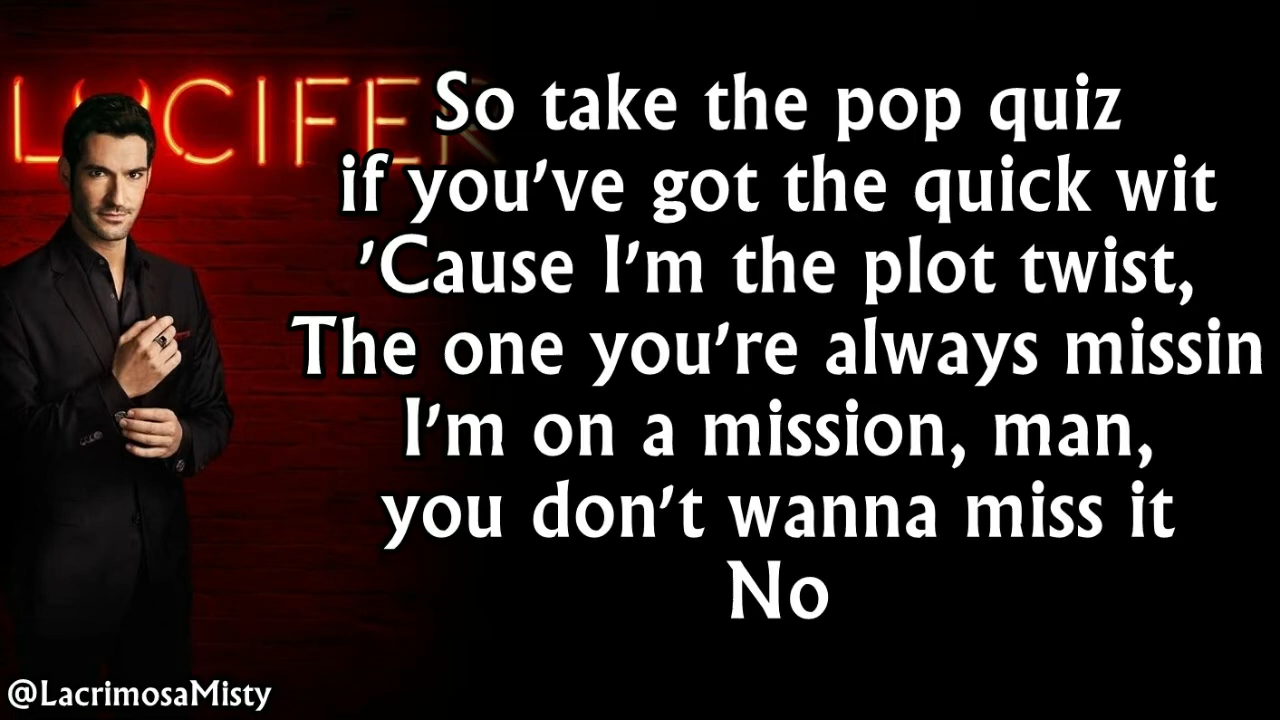 LUCIFER
So take the pop quiz
if you've got the quick wit
'Cause I'm the plot twist,
The one you're always missin
I'm on a mission, man,
you don't wanna miss it
No
@LacrimosaMisty